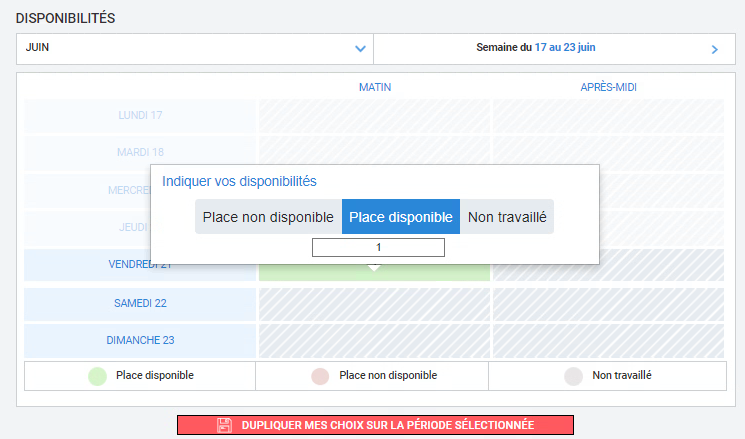 DISPONIBILITÉS
JUIN
Semaine du 17 au 23 juin
MATIN
APRÈS-MIDI
LUNDI 17
MARDI 18
MERCRE
JEUDI
Indiquer vos disponibilités
Place non disponible
Place disponible
Non travaillé
1
VENDREDI 21
SAMEDI 22
DIMANCHE 23
Place disponible
Place non disponible
Non travaillé
DUPLIQUER MES CHOIX SUR LA PÉRIODE SÉLECTIONNÉE